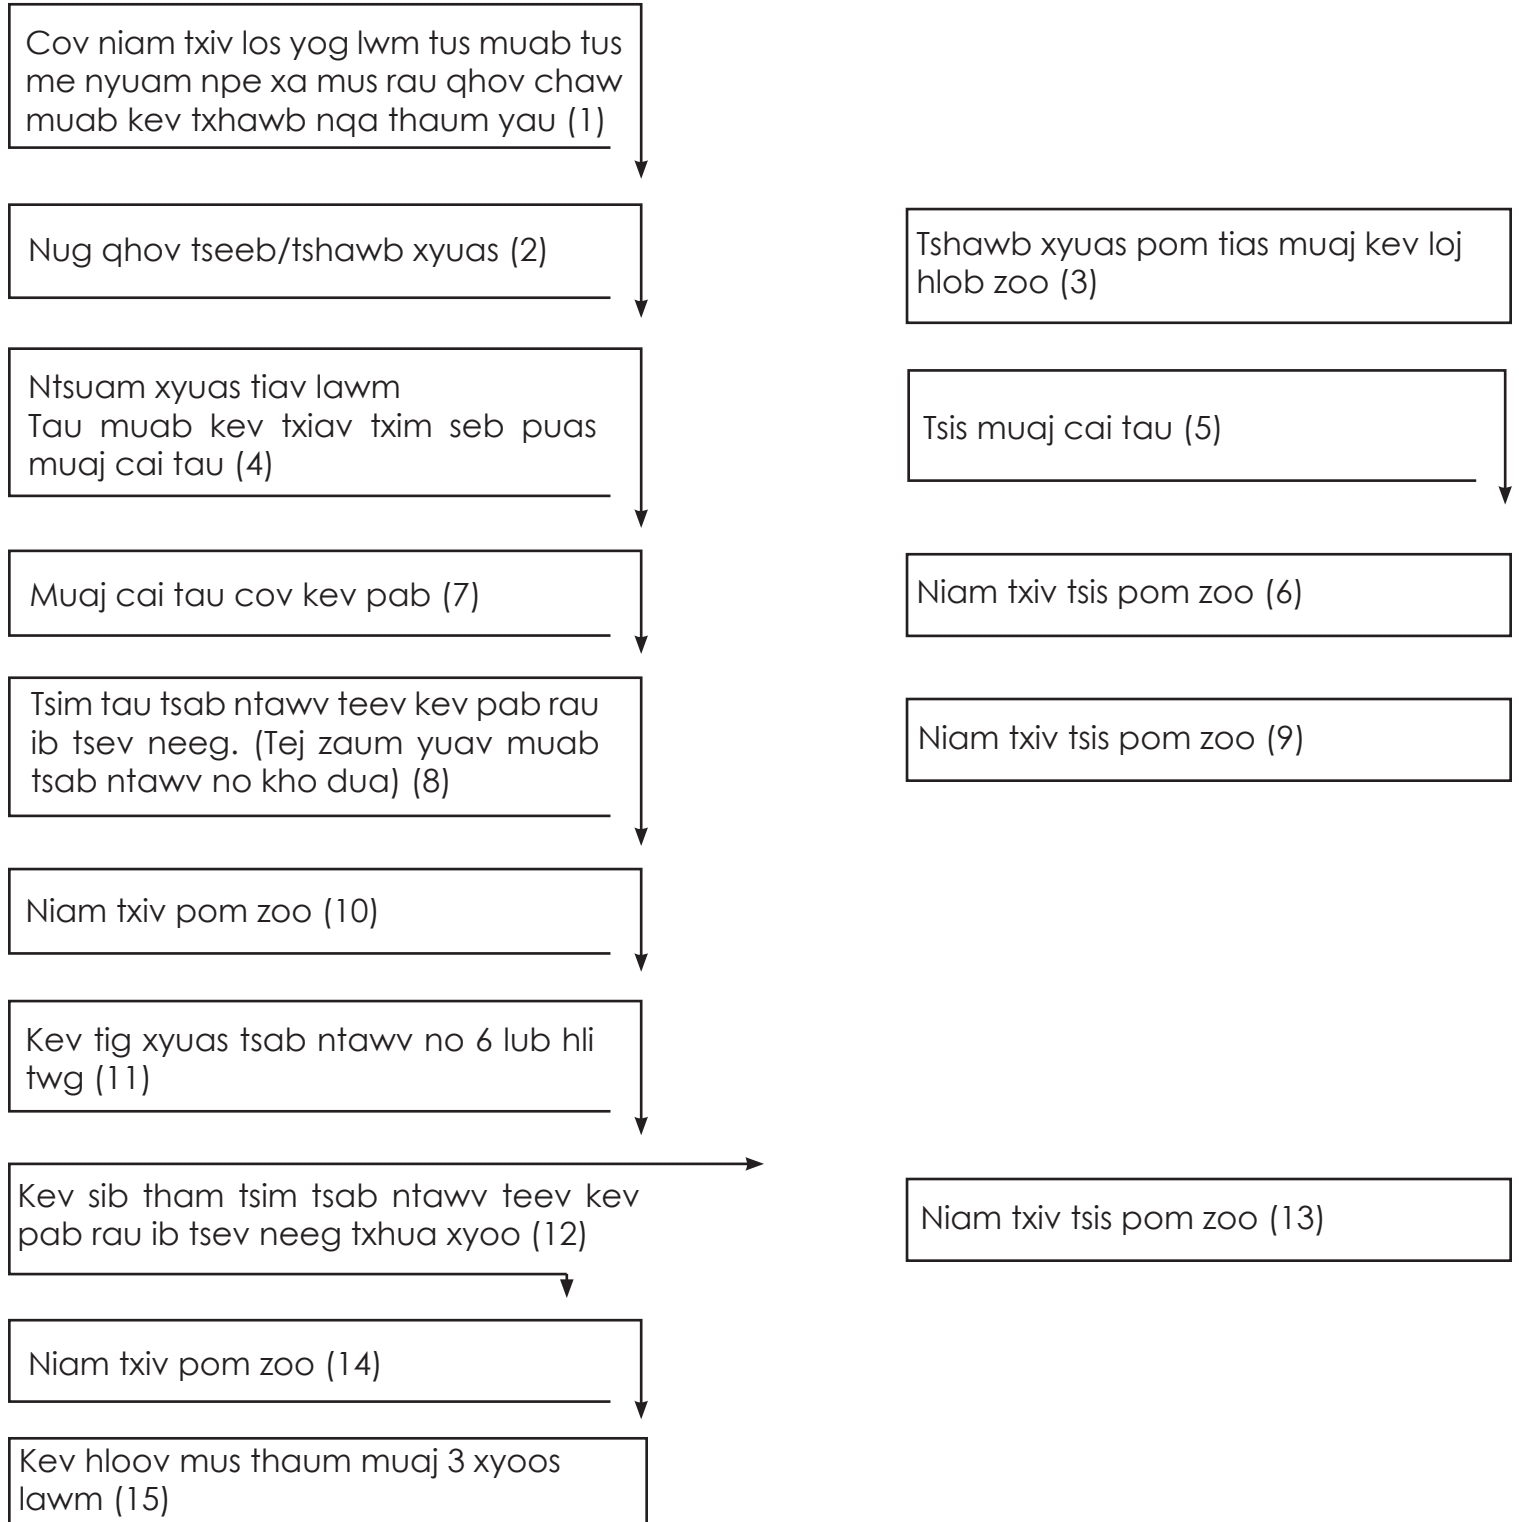 Cov niam txiv los yog lwm tus muab tus
me nyuam npe xa mus rau qhov chaw
muab kev txhawb nqa thaum yau (1)
Nug qhov tseeb/tshawb xyuas (2)
Tshawb xyuas pom tias muaj kev loj
hlob zoo (3)
Ntsuam xyuas tiav lawm
Tau muab kev txiav txim seb puas
muaj cai tau (4)
Tsis muaj cai tau (5)
Niam txiv tsis pom zoo (6)
Muaj cai tau cov kev pab (7)
Tsim tau tsab ntawv teev kev pab rau
ib tsev neeg. (Tej zaum yuav muab
tsab ntawv no kho dua) (8)
Niam txiv tsis pom zoo (9)
Niam txiv pom zoo (10)
Kev tig xyuas tsab ntawv no 6 lub hli
twg (11)
Kev sib tham tsim tsab ntawv teev kev
pab rau ib tsev neeg txhua xyoo (12)
Niam txiv tsis pom zoo (13)
Niam txiv pom zoo (14)
Kev hloov mus thaum muaj 3 xyoos
lawm (15)